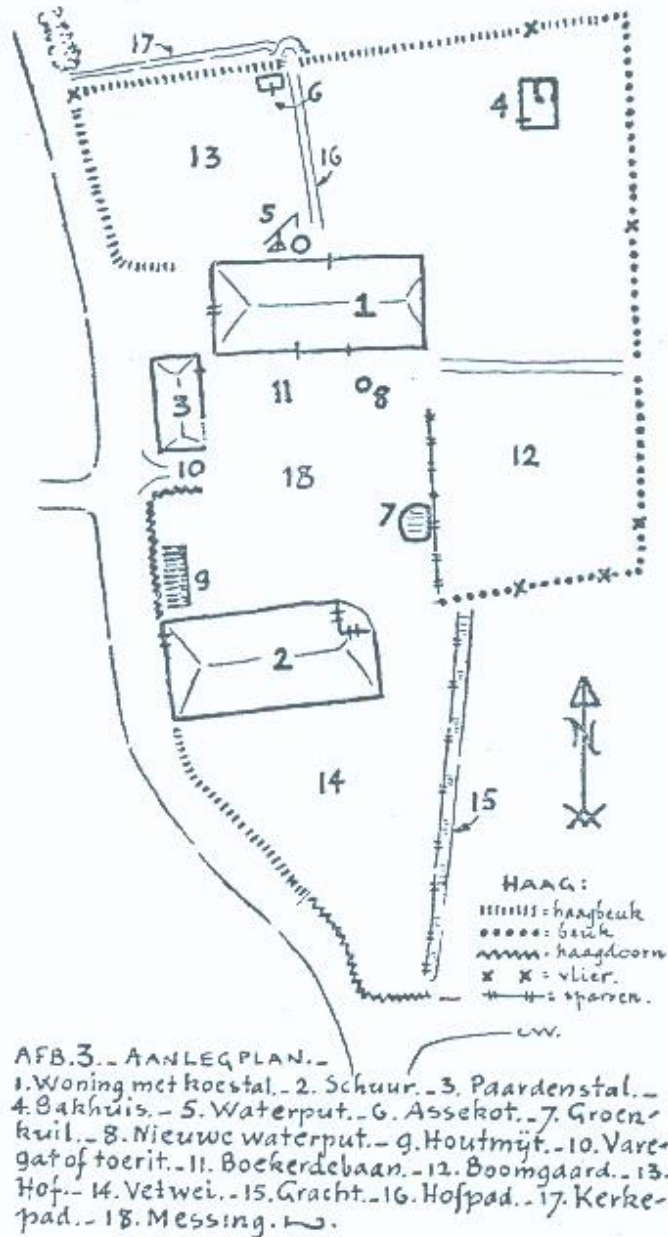 17
6
4
13
16
5
1
3
11
8
12
10
18
7
9
2
14
N
15
HAAG:
= haagbeuk
= beuk
= haagdoorn
x x = vlier.
= sparren.
AFB.3._ AANLEGPLAN._
1. Woning met koestal._ 2. Schuur._ 3. Paardenstal._
4. Bakhuis._ 5. Waterput._ 6. Assekot._ 7. Groen-
kuil._ 8. Nieuwe waterput._ 9. Houtmijt._ 10. Vare-
gat of toerit._ 11. Boekerdebaan._ 12. Boomgaard._ 13.
Hof._ 14. Vetwei._ 15. Gracht._ 16. Hofpad._ 17. Kerke-
pad._ 18. Messing.